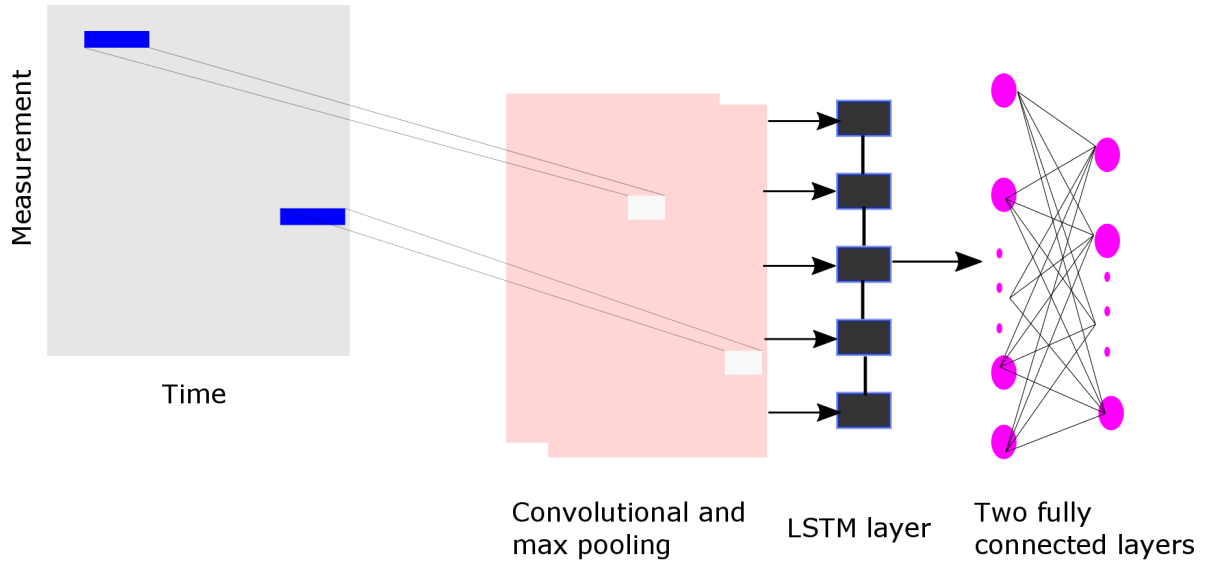 Measurement
Time
Convolutional and
max pooling
LSTM layer
Two fully
connected layers